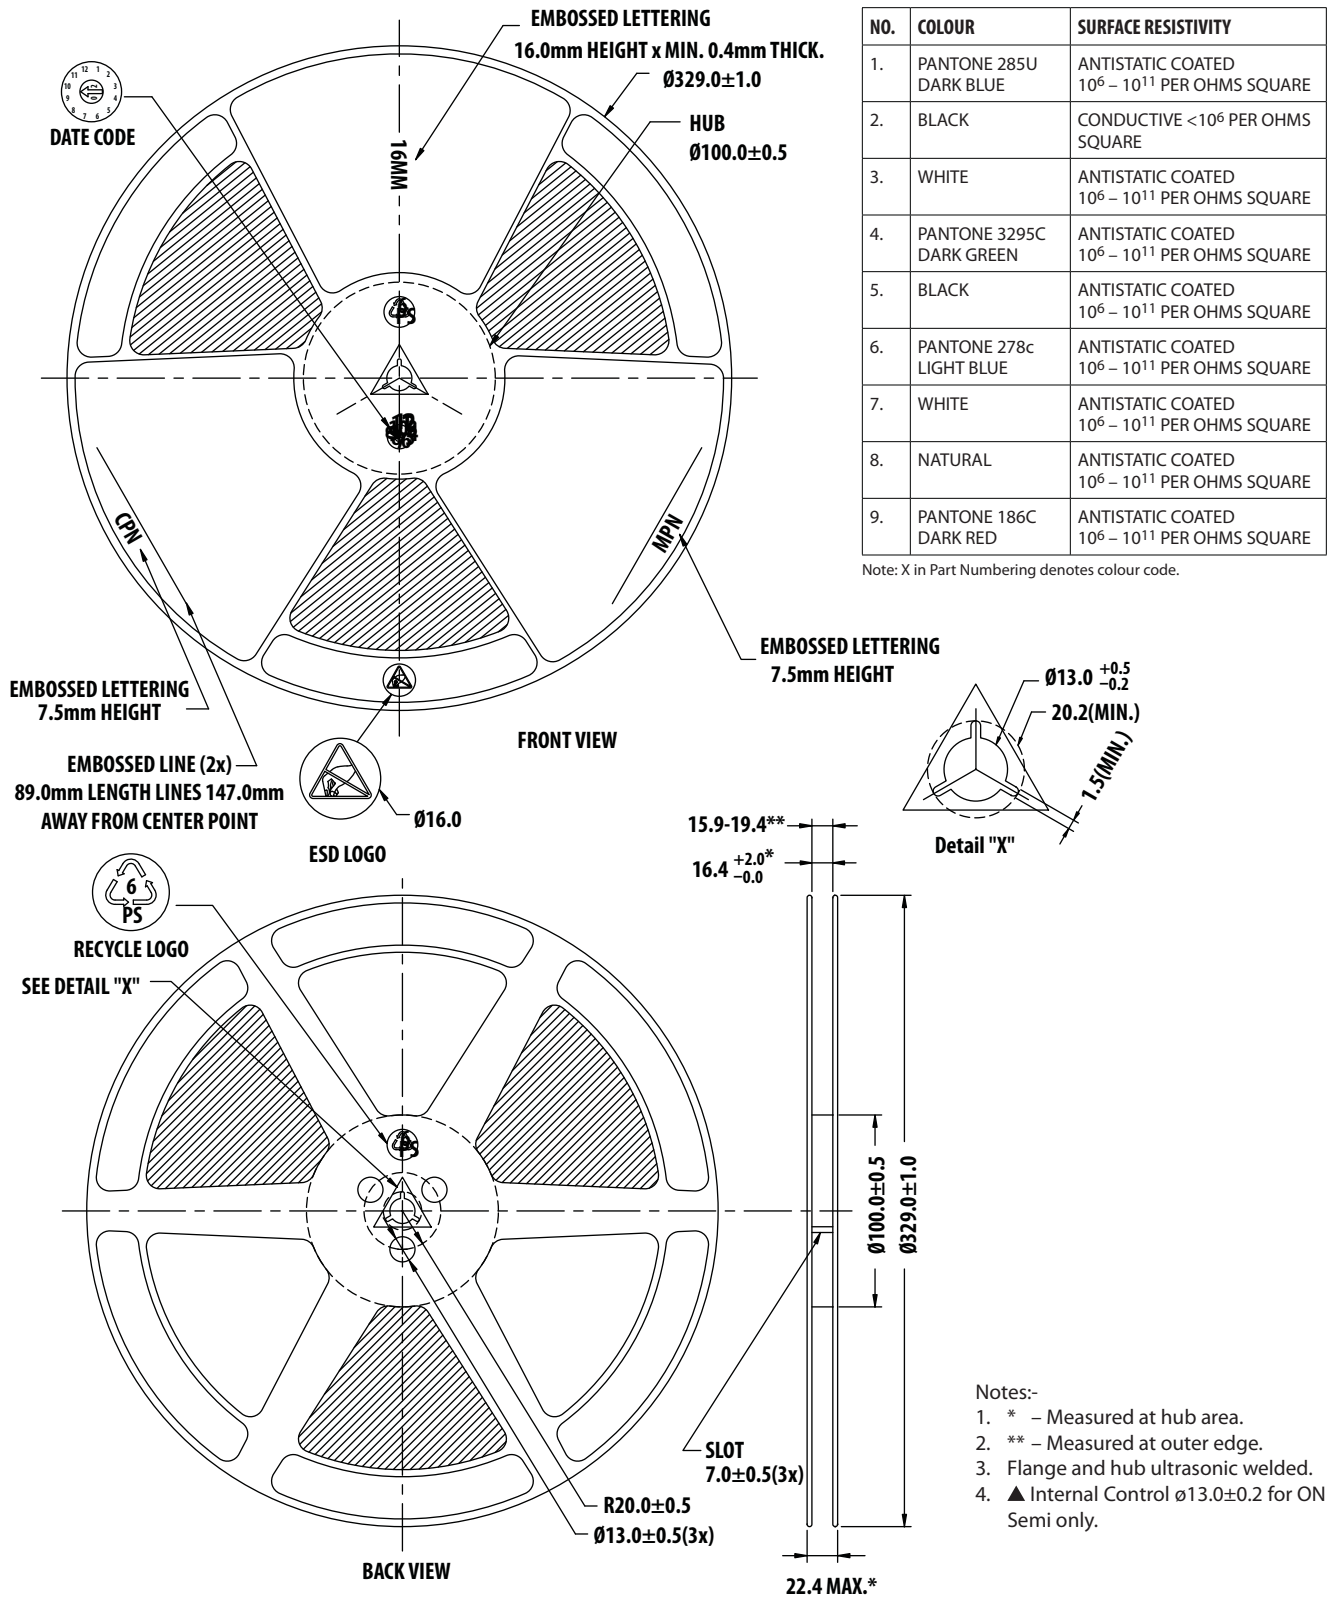 EMBOSSED LETTERING
16.0mm HEIGHT x MIN. 0.4mm THICK.
Ø329.0±1.0
HUB
Ø100.0±0.5
12 1 2 3 4 5 6 7 8 9 10 11
DATE CODE
16MM
CPN
MPN
EMBOSSED LETTERING
7.5mm HEIGHT
EMBOSSED LETTERING
7.5mm HEIGHT
EMBOSSED LINE (2x)
89.0mm LENGTH LINES 147.0mm
AWAY FROM CENTER POINT
FRONT VIEW
Ø16.0
ESD LOGO
NO. COLOUR SURFACE RESISTIVITY
1. PANTONE 285U ANTISTATIC COATED
DARK BLUE 10⁶ – 10¹¹ PER OHMS SQUARE
2. BLACK CONDUCTIVE <10⁶ PER OHMS
SQUARE
3. WHITE ANTISTATIC COATED
10⁶ – 10¹¹ PER OHMS SQUARE
4. PANTONE 3295C ANTISTATIC COATED
DARK GREEN 10⁶ – 10¹¹ PER OHMS SQUARE
5. BLACK ANTISTATIC COATED
10⁶ – 10¹¹ PER OHMS SQUARE
6. PANTONE 278c ANTISTATIC COATED
LIGHT BLUE 10⁶ – 10¹¹ PER OHMS SQUARE
7. WHITE ANTISTATIC COATED
10⁶ – 10¹¹ PER OHMS SQUARE
8. NATURAL ANTISTATIC COATED
10⁶ – 10¹¹ PER OHMS SQUARE
9. PANTONE 186C ANTISTATIC COATED
DARK RED 10⁶ – 10¹¹ PER OHMS SQUARE
Note: X in Part Numbering denotes colour code.
Ø13.0 +0.5
−0.2
20.2(MIN.)
1.5(MIN.)
Detail "X"
15.9-19.4**
16.4 +2.0*
−0.0
6
PS
RECYCLE LOGO
SEE DETAIL "X"
Ø100.0±0.5
Ø329.0±1.0
SLOT
7.0±0.5(3x)
R20.0±0.5
Ø13.0±0.5(3x)
BACK VIEW
22.4 MAX.*
Notes:-
1. * – Measured at hub area.
2. ** – Measured at outer edge.
3. Flange and hub ultrasonic welded.
4. ▲ Internal Control ø13.0±0.2 for ON
Semi only.